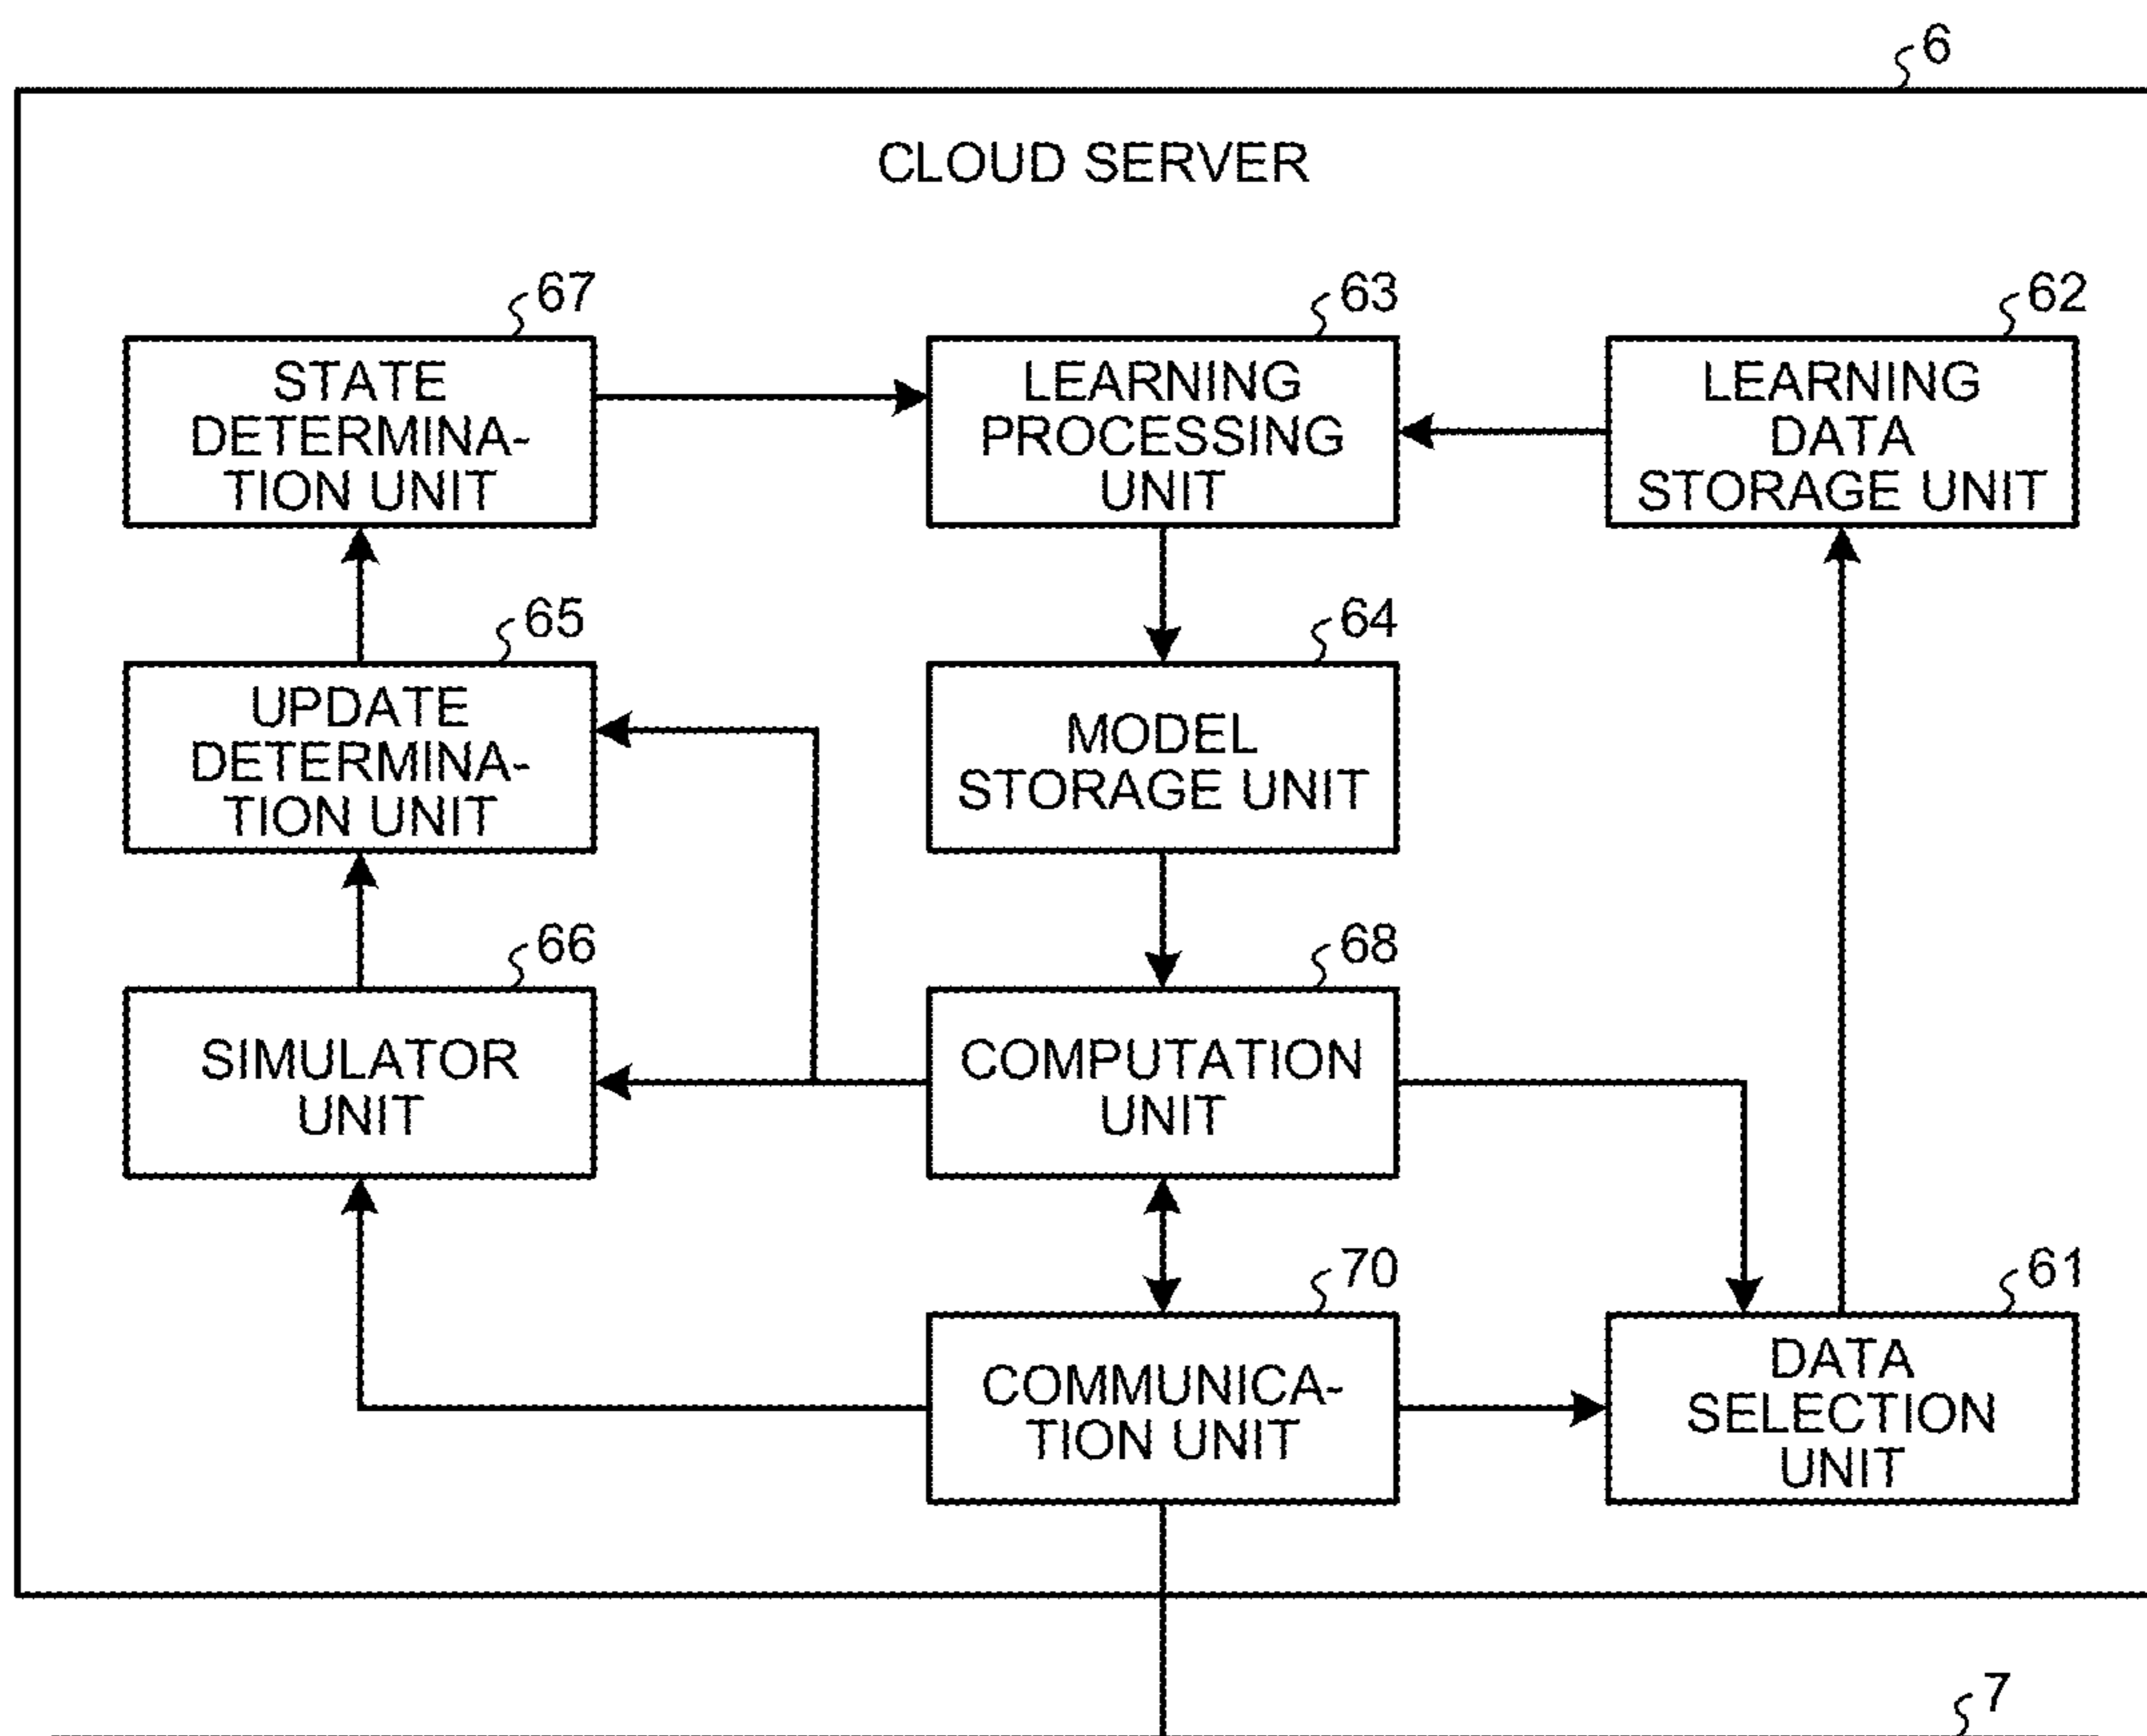 6
CLOUD SERVER
67
STATE
DETERMINA-
TION UNIT
63
LEARNING
PROCESSING
UNIT
62
LEARNING
DATA
STORAGE UNIT
65
UPDATE
DETERMINA-
TION UNIT
64
MODEL
STORAGE UNIT
66
SIMULATOR
UNIT
68
COMPUTATION
UNIT
70
COMMUNICA-
TION UNIT
61
DATA
SELECTION
UNIT
7